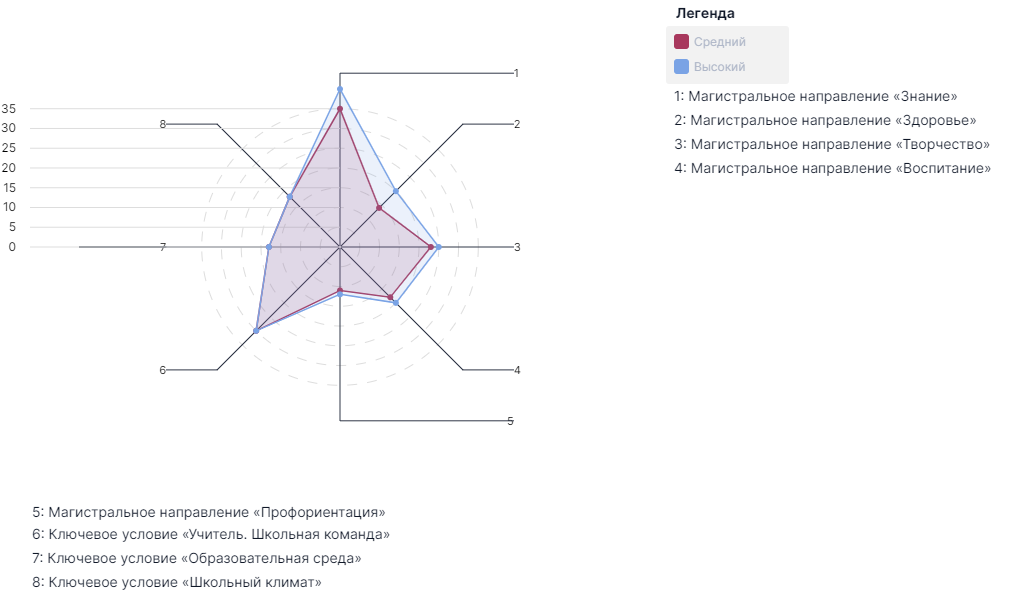 Легенда
Средний
Высокий
1: Магистральное направление «Знание»
2: Магистральное направление «Здоровье»
3: Магистральное направление «Творчество»
4: Магистральное направление «Воспитание»
1
2
3
4
5
6
7
8
35
30
25
20
15
10
5
0
5: Магистральное направление «Профориентация»
6: Ключевое условие «Учитель. Школьная команда»
7: Ключевое условие «Образовательная среда»
8: Ключевое условие «Школьный климат»